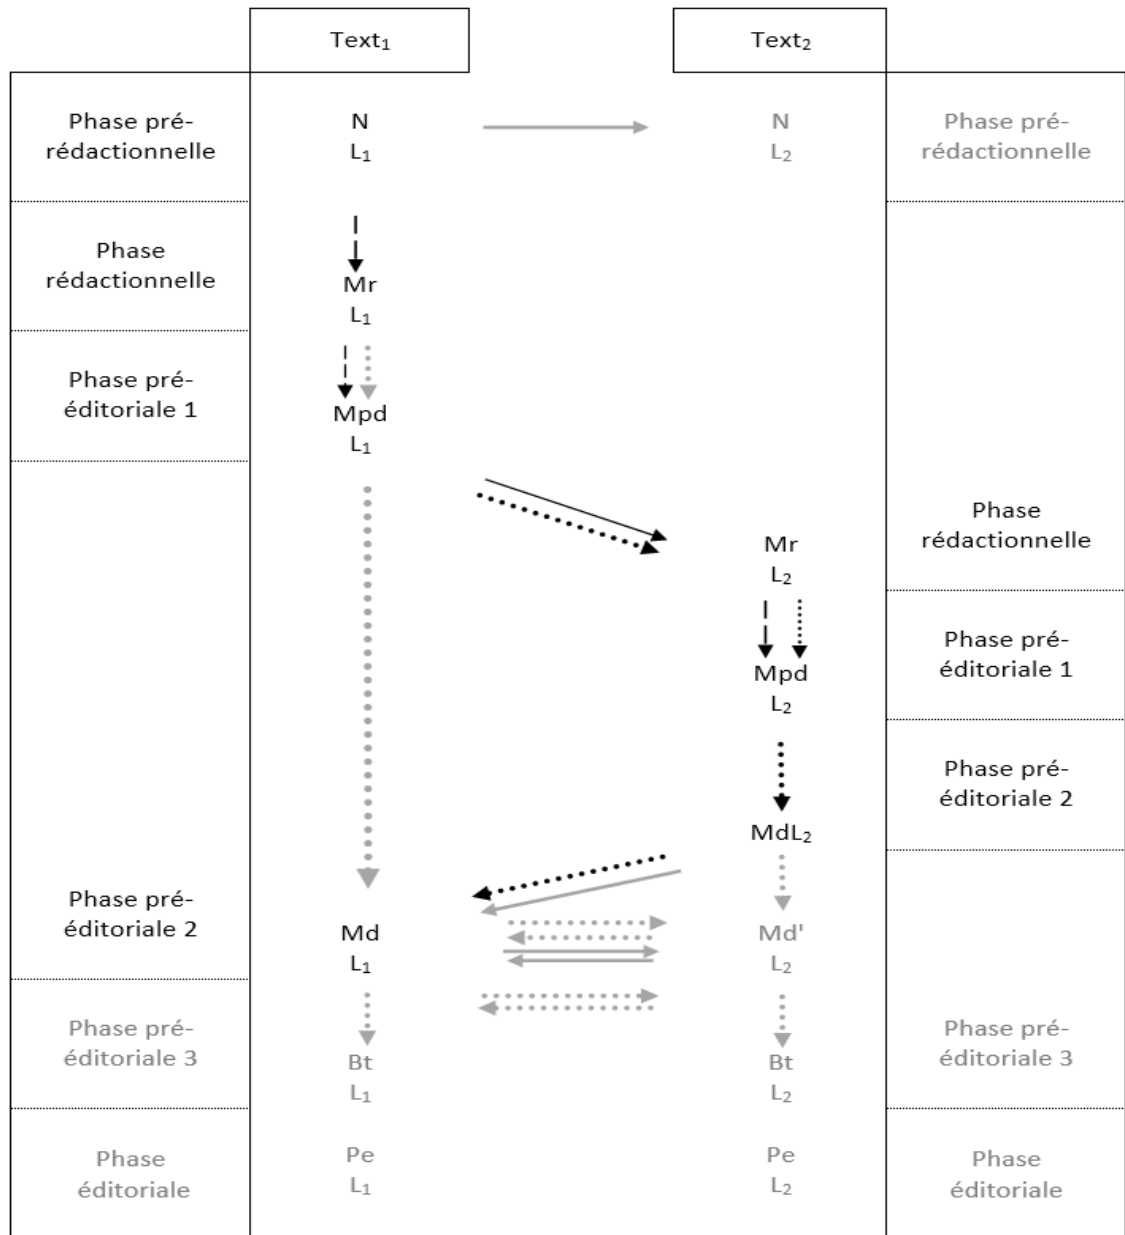 Text₁
Text₂
Phase pré-
rédactionnelle
N
L₁
N
L₂
Phase pré-
rédactionnelle
Phase
rédactionnelle
Mr
L₁
Phase pré-
éditoriale 1
Mpd
L₁
Phase
rédactionnelle
Mr
L₂
Phase pré-
éditoriale 1
Mpd
L₂
Phase pré-
éditoriale 2
MdL₂
Phase pré-
éditoriale 2
Md
L₁
Md'
L₂
Phase pré-
éditoriale 3
Bt
L₁
Bt
L₂
Phase pré-
éditoriale 3
Phase
éditoriale
Pe
L₁
Pe
L₂
Phase
éditoriale